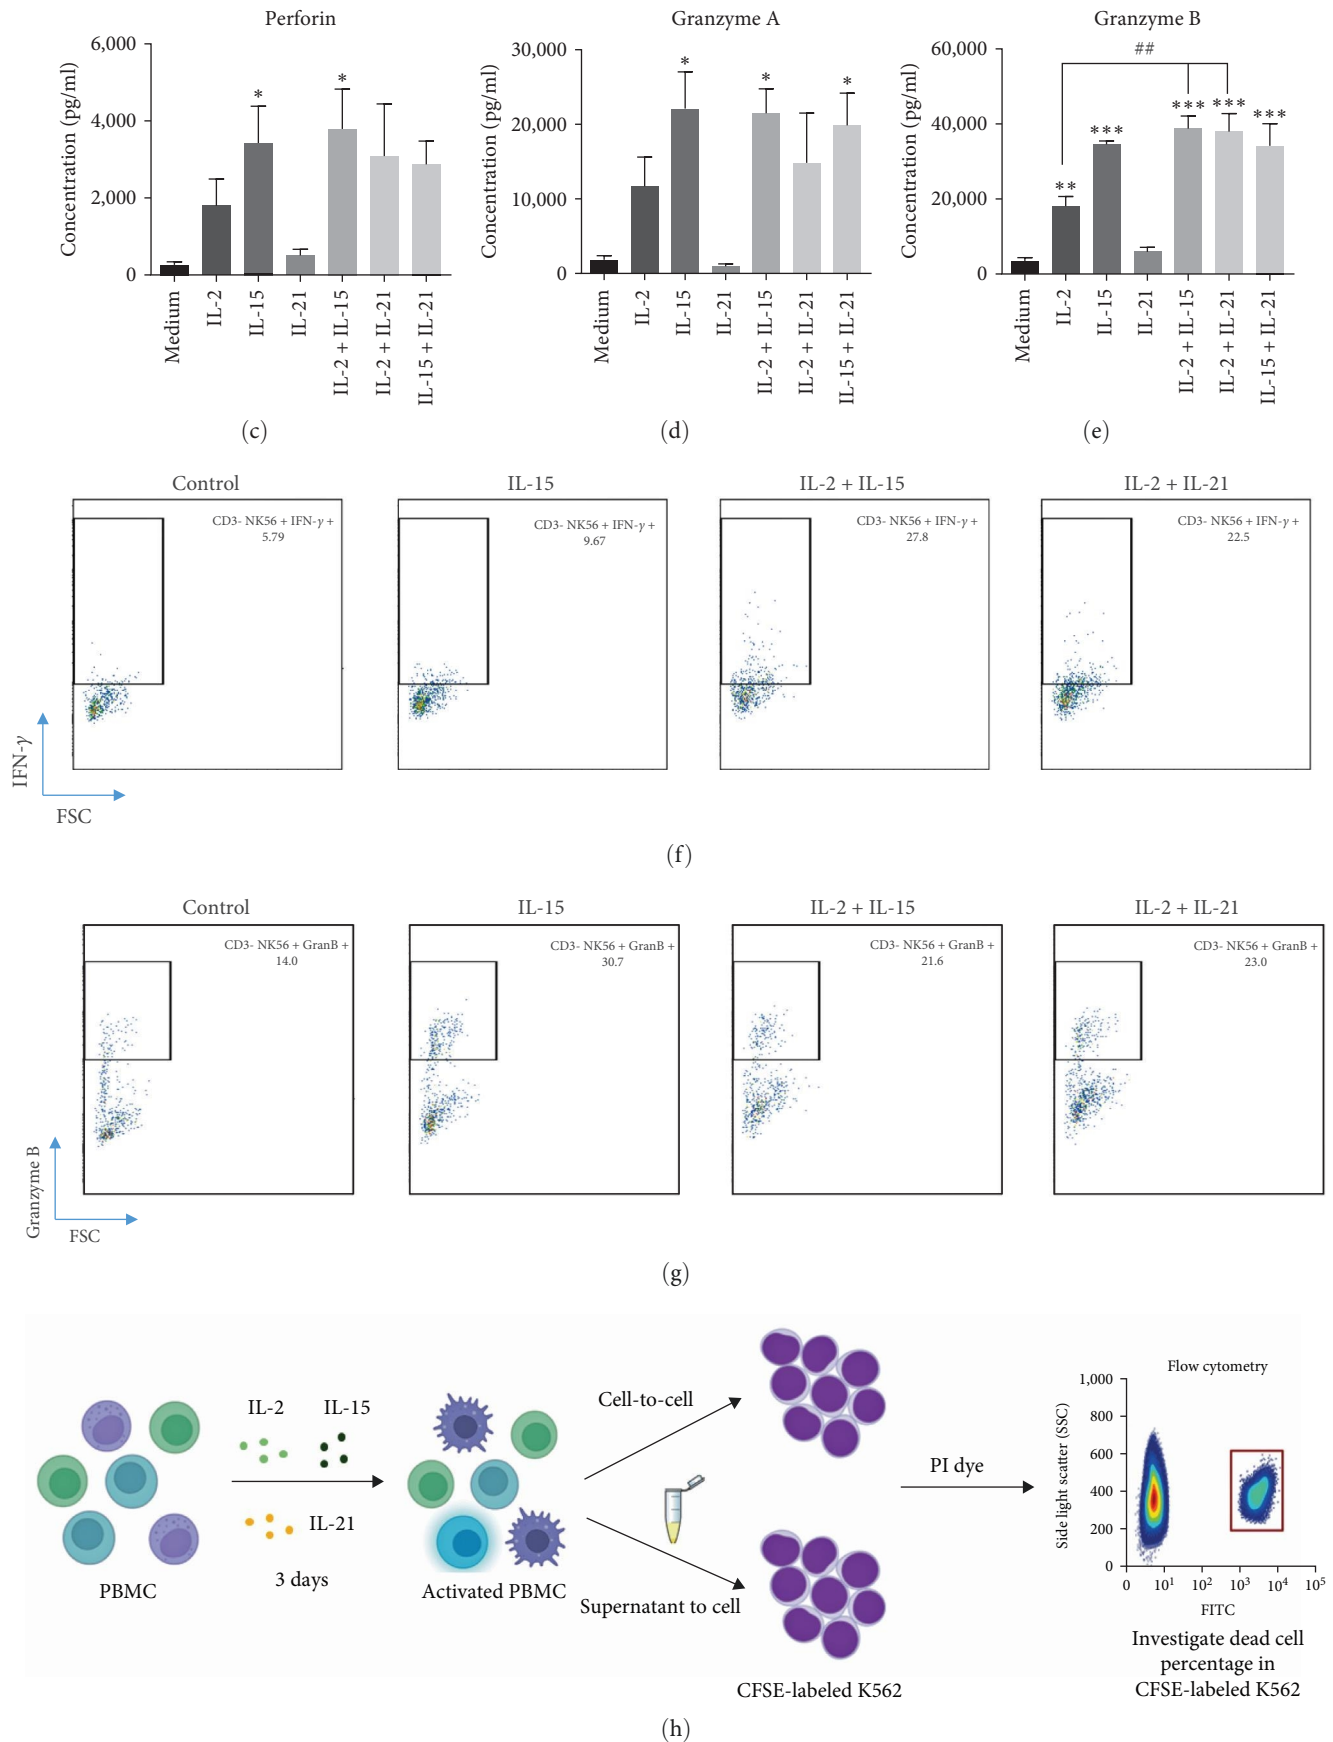 Perforin
Concentration (pg/ml)
6,000
4,000
2,000
0
*
*
Medium
IL-2
IL-15
IL-21
IL-2 + IL-15
IL-2 + IL-21
IL-15 + IL-21
(c)
Granzyme A
Concentration (pg/ml)
30,000
20,000
10,000
0
*
*
*
Medium
IL-2
IL-15
IL-21
IL-2 + IL-15
IL-2 + IL-21
IL-15 + IL-21
(d)
Granzyme B
Concentration (pg/ml)
60,000
40,000
20,000
0
##
**
***
***
***
***
Medium
IL-2
IL-15
IL-21
IL-2 + IL-15
IL-2 + IL-21
IL-15 + IL-21
(e)
Control
CD3- NK56 + IFN-γ +
5.79
IL-15
CD3- NK56 + IFN-γ +
9.67
IL-2 + IL-15
CD3- NK56 + IFN-γ +
27.8
IL-2 + IL-21
CD3- NK56 + IFN-γ +
22.5
IFN-γ
FSC
(f)
Control
CD3- NK56 + GranB +
14.0
IL-15
CD3- NK56 + GranB +
30.7
IL-2 + IL-15
CD3- NK56 + GranB +
21.6
IL-2 + IL-21
CD3- NK56 + GranB +
23.0
Granzyme B
FSC
(g)
PBMC
IL-2
IL-15
IL-21
3 days
Activated PBMC
Cell-to-cell
Supernatant to cell
CFSE-labeled K562
PI dye
Flow cytometry
Side light scatter (SSC)
1,000
800
600
400
200
0
0
10¹
10²
10³
10⁴
10⁵
FITC
Investigate dead cell
percentage in
CFSE-labeled K562
(h)